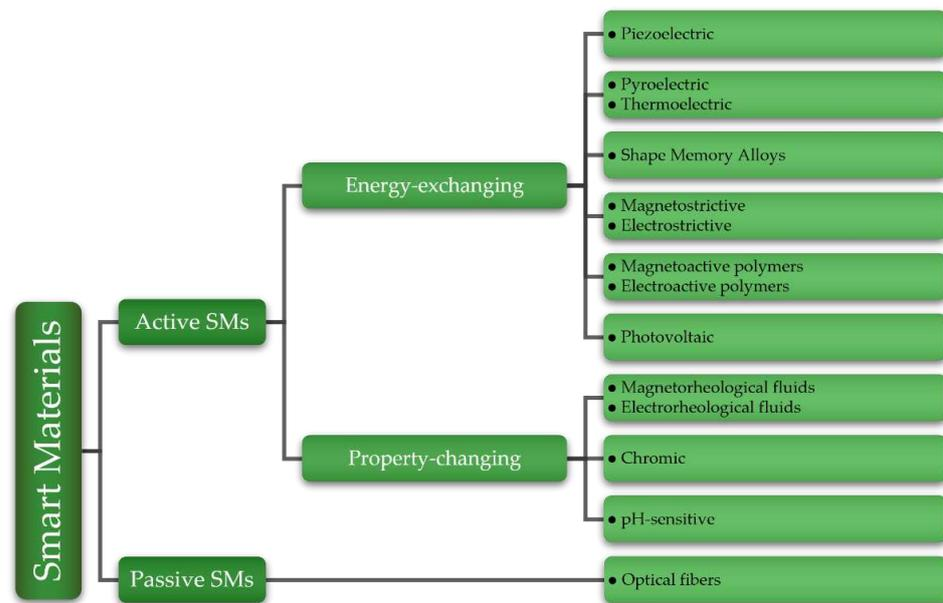 Smart Materials
Active SMs
Energy-exchanging
• Piezoelectric
• Pyroelectric
• Thermoelectric
• Shape Memory Alloys
• Magnetostrictive
• Electrostrictive
• Magnetoactive polymers
• Electroactive polymers
• Photovoltaic
Property-changing
• Magnetorheological fluids
• Electrorheological fluids
• Chromic
• pH-sensitive
Passive SMs
• Optical fibers